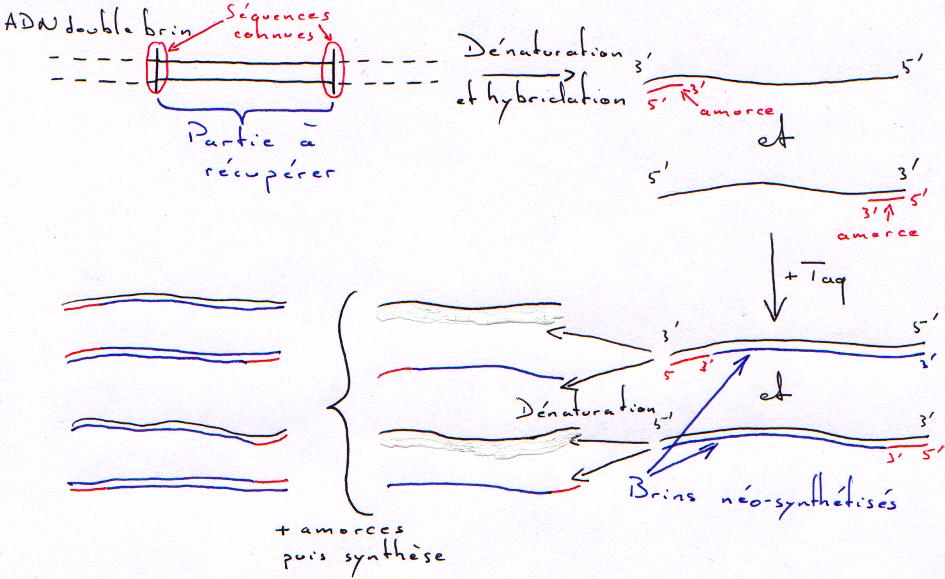 ADN double brin
Séquences
connues
Partie à
récupérer
Dénaturation
et hybridation
3'
5'
5'
3'
amorce
et
5'
3'
3'
5'
amorce
+ Taq
3'
5'
5
3'
3'
et
5'
3'
3'
5'
Brins néo-synthétisés
Dénaturation
+ amorces
puis synthèse